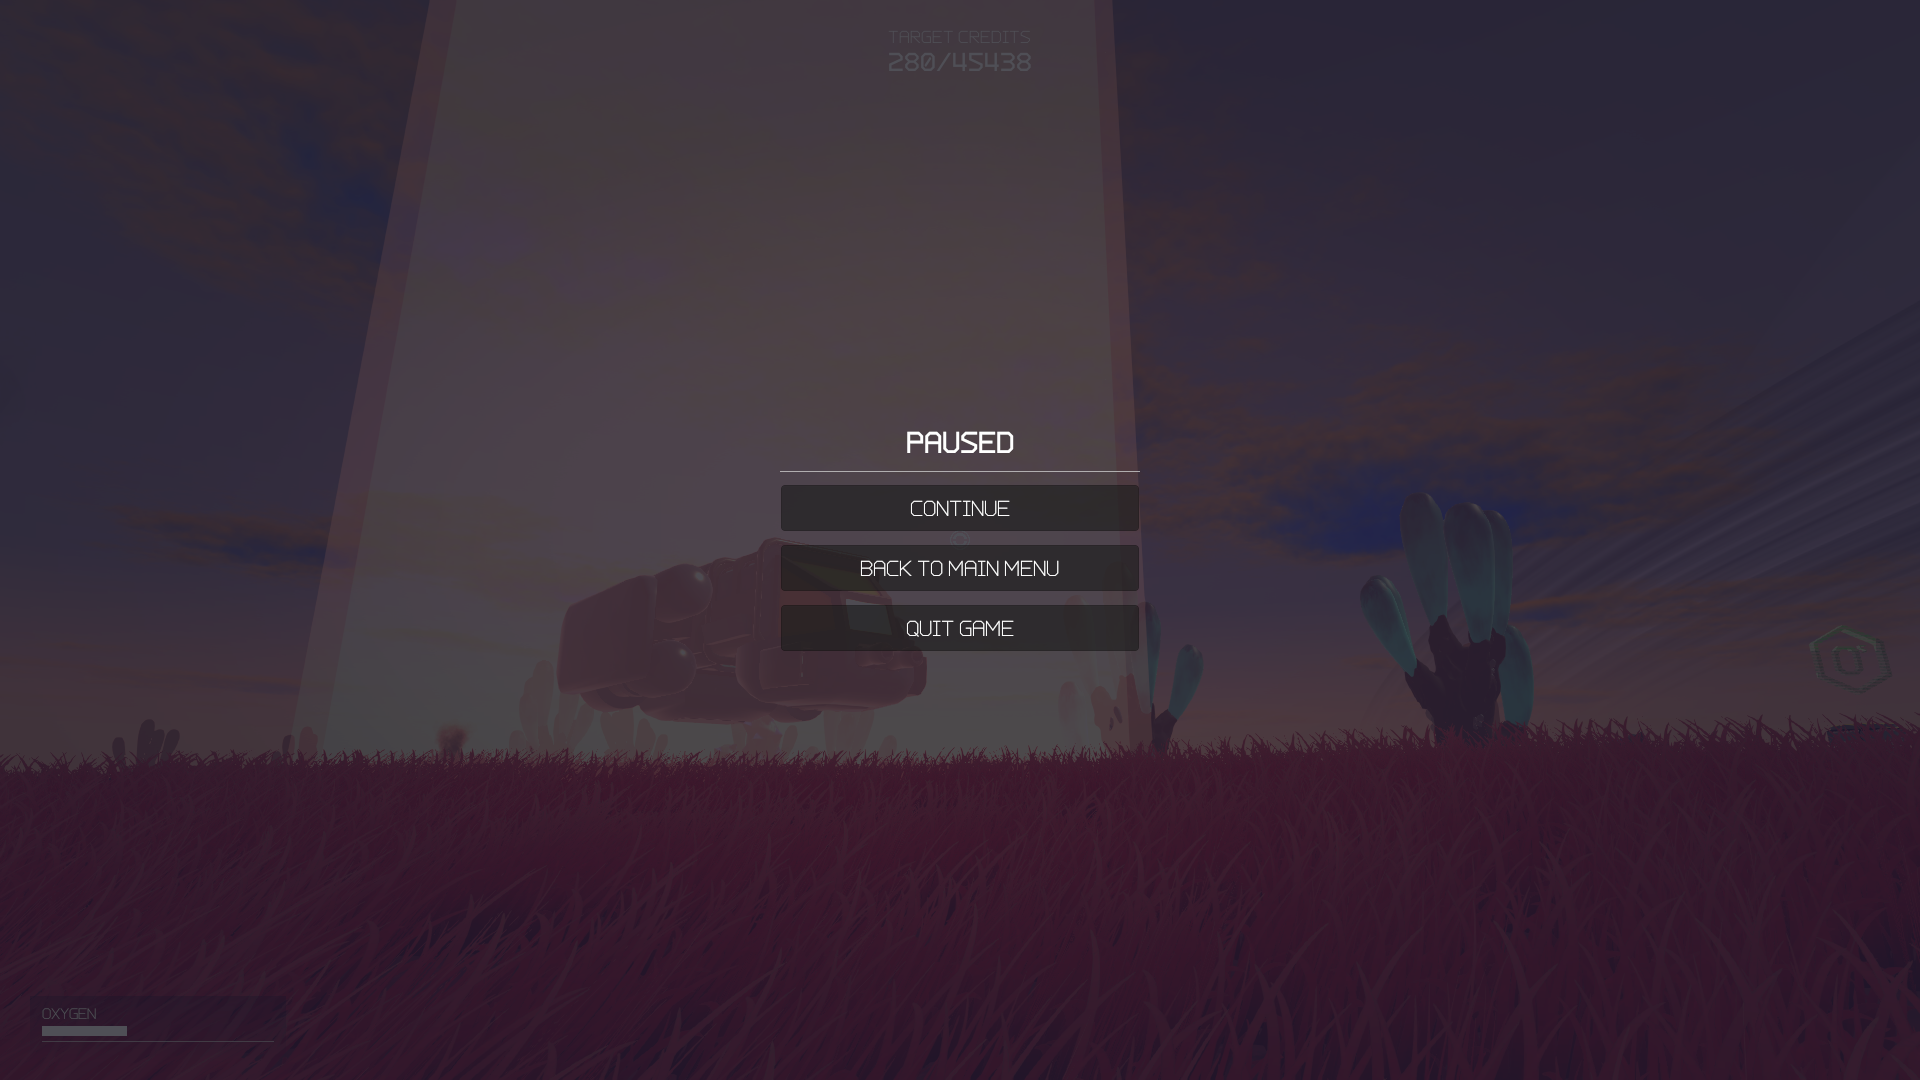 TARGET CREDITS
280/45438
PAUSED
CONTINUE
BACK TO MAIN MENU
QUIT GAME
OXYGEN